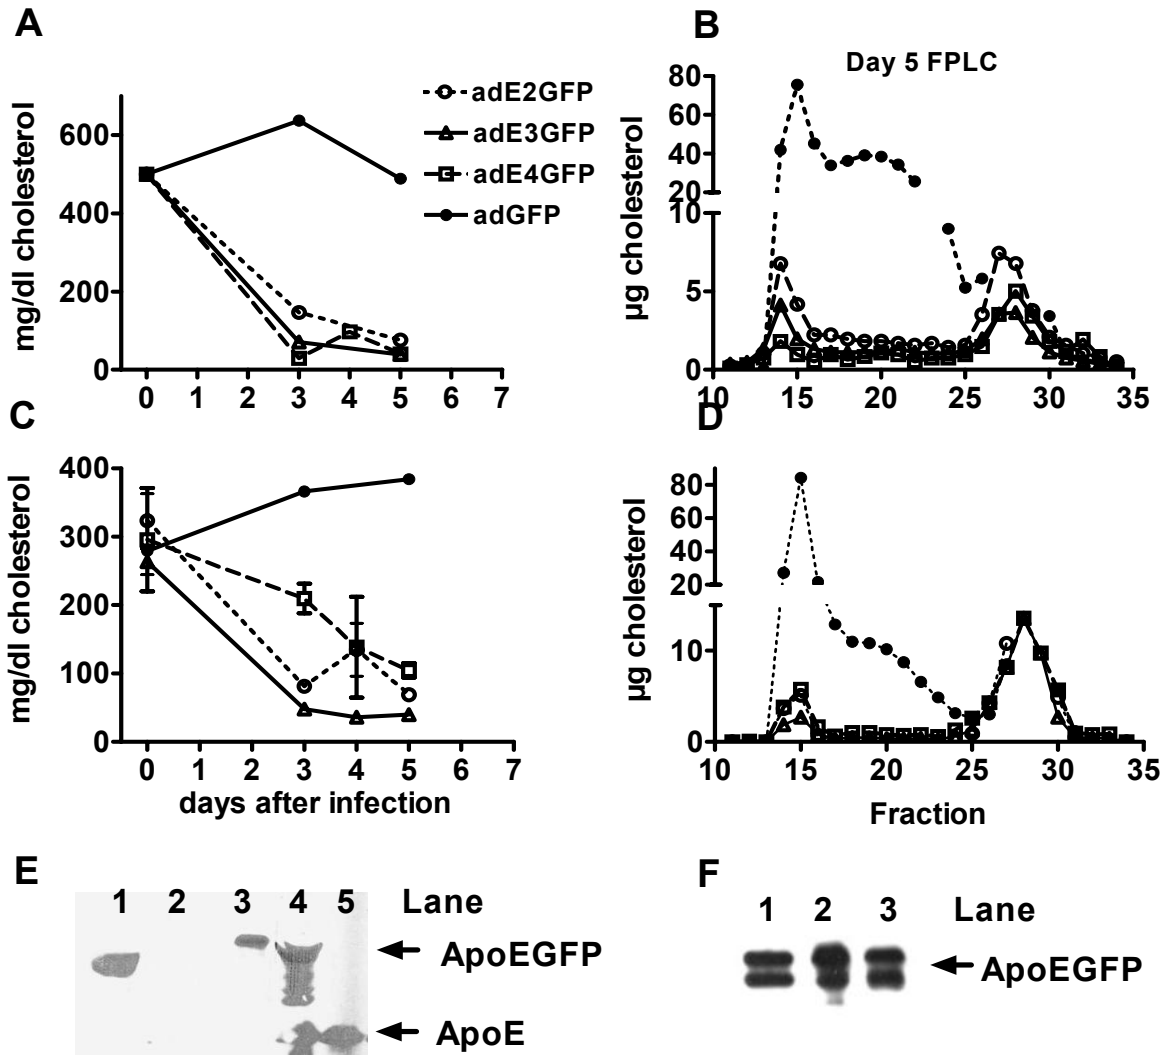 A
mg/dl cholesterol
600
400
200
0
0 1 2 3 4 5 6 7
adE2GFP
adE3GFP
adE4GFP
adGFP
B
Day 5 FPLC
µg cholesterol
80
60
40
20
10
5
0
10 15 20 25 30 35
C
mg/dl cholesterol
400
300
200
100
0
0 1 2 3 4 5 6 7
days after infection
D
µg cholesterol
80
60
40
20
10
0
10 15 20 25 30 35
Fraction
E
1 2 3 4 5 Lane
ApoEGFP
ApoE
F
1 2 3 Lane
ApoEGFP